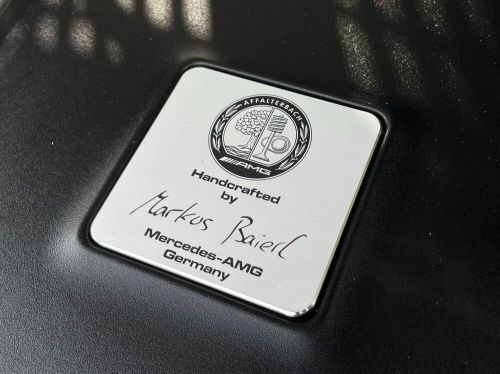 AFFALTERBACH
AMG
Handcrafted
by
Markus Baierl
Mercedes-AMG
Germany